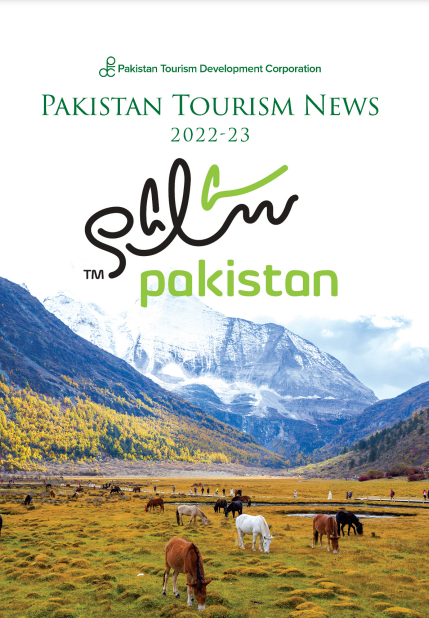 Pakistan Tourism Development Corporation
PAKISTAN TOURISM NEWS
2022-23
TM
pakistan